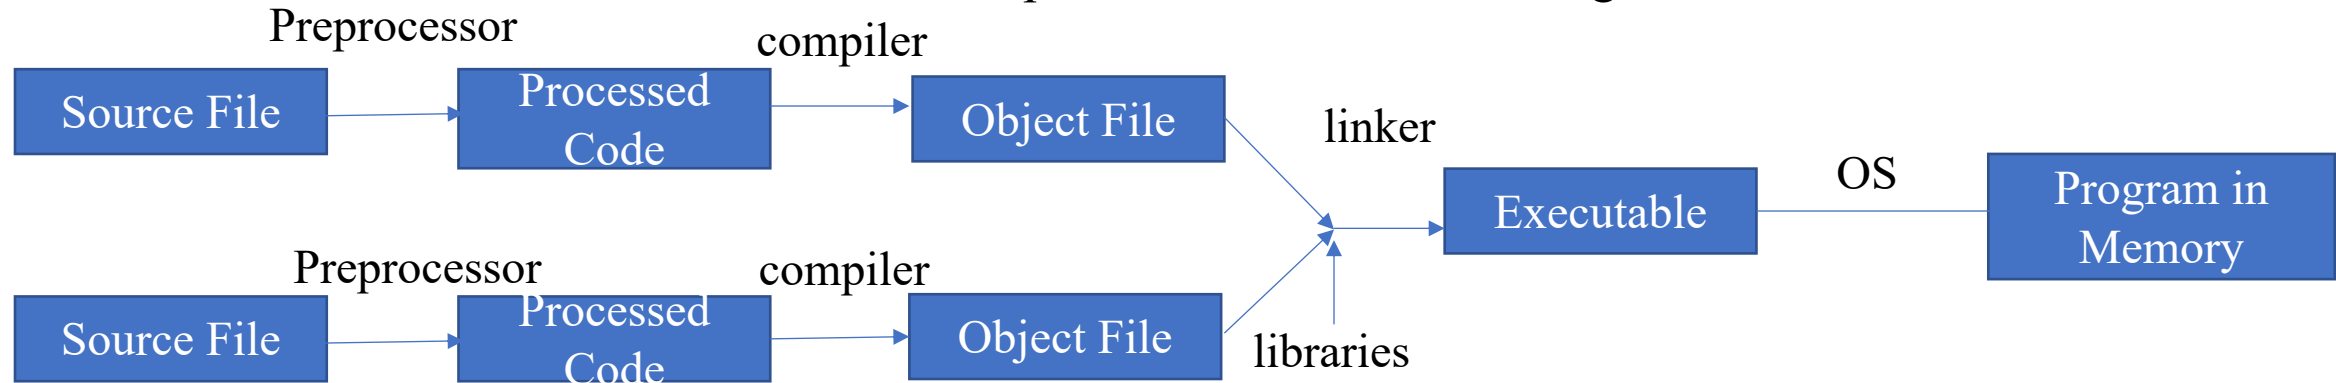 Preprocessor
compiler
Source File
Processed
Code
Object File
linker
Executable
OS
Program in
Memory
Preprocessor
compiler
Source File
Processed
Code
Object File
libraries